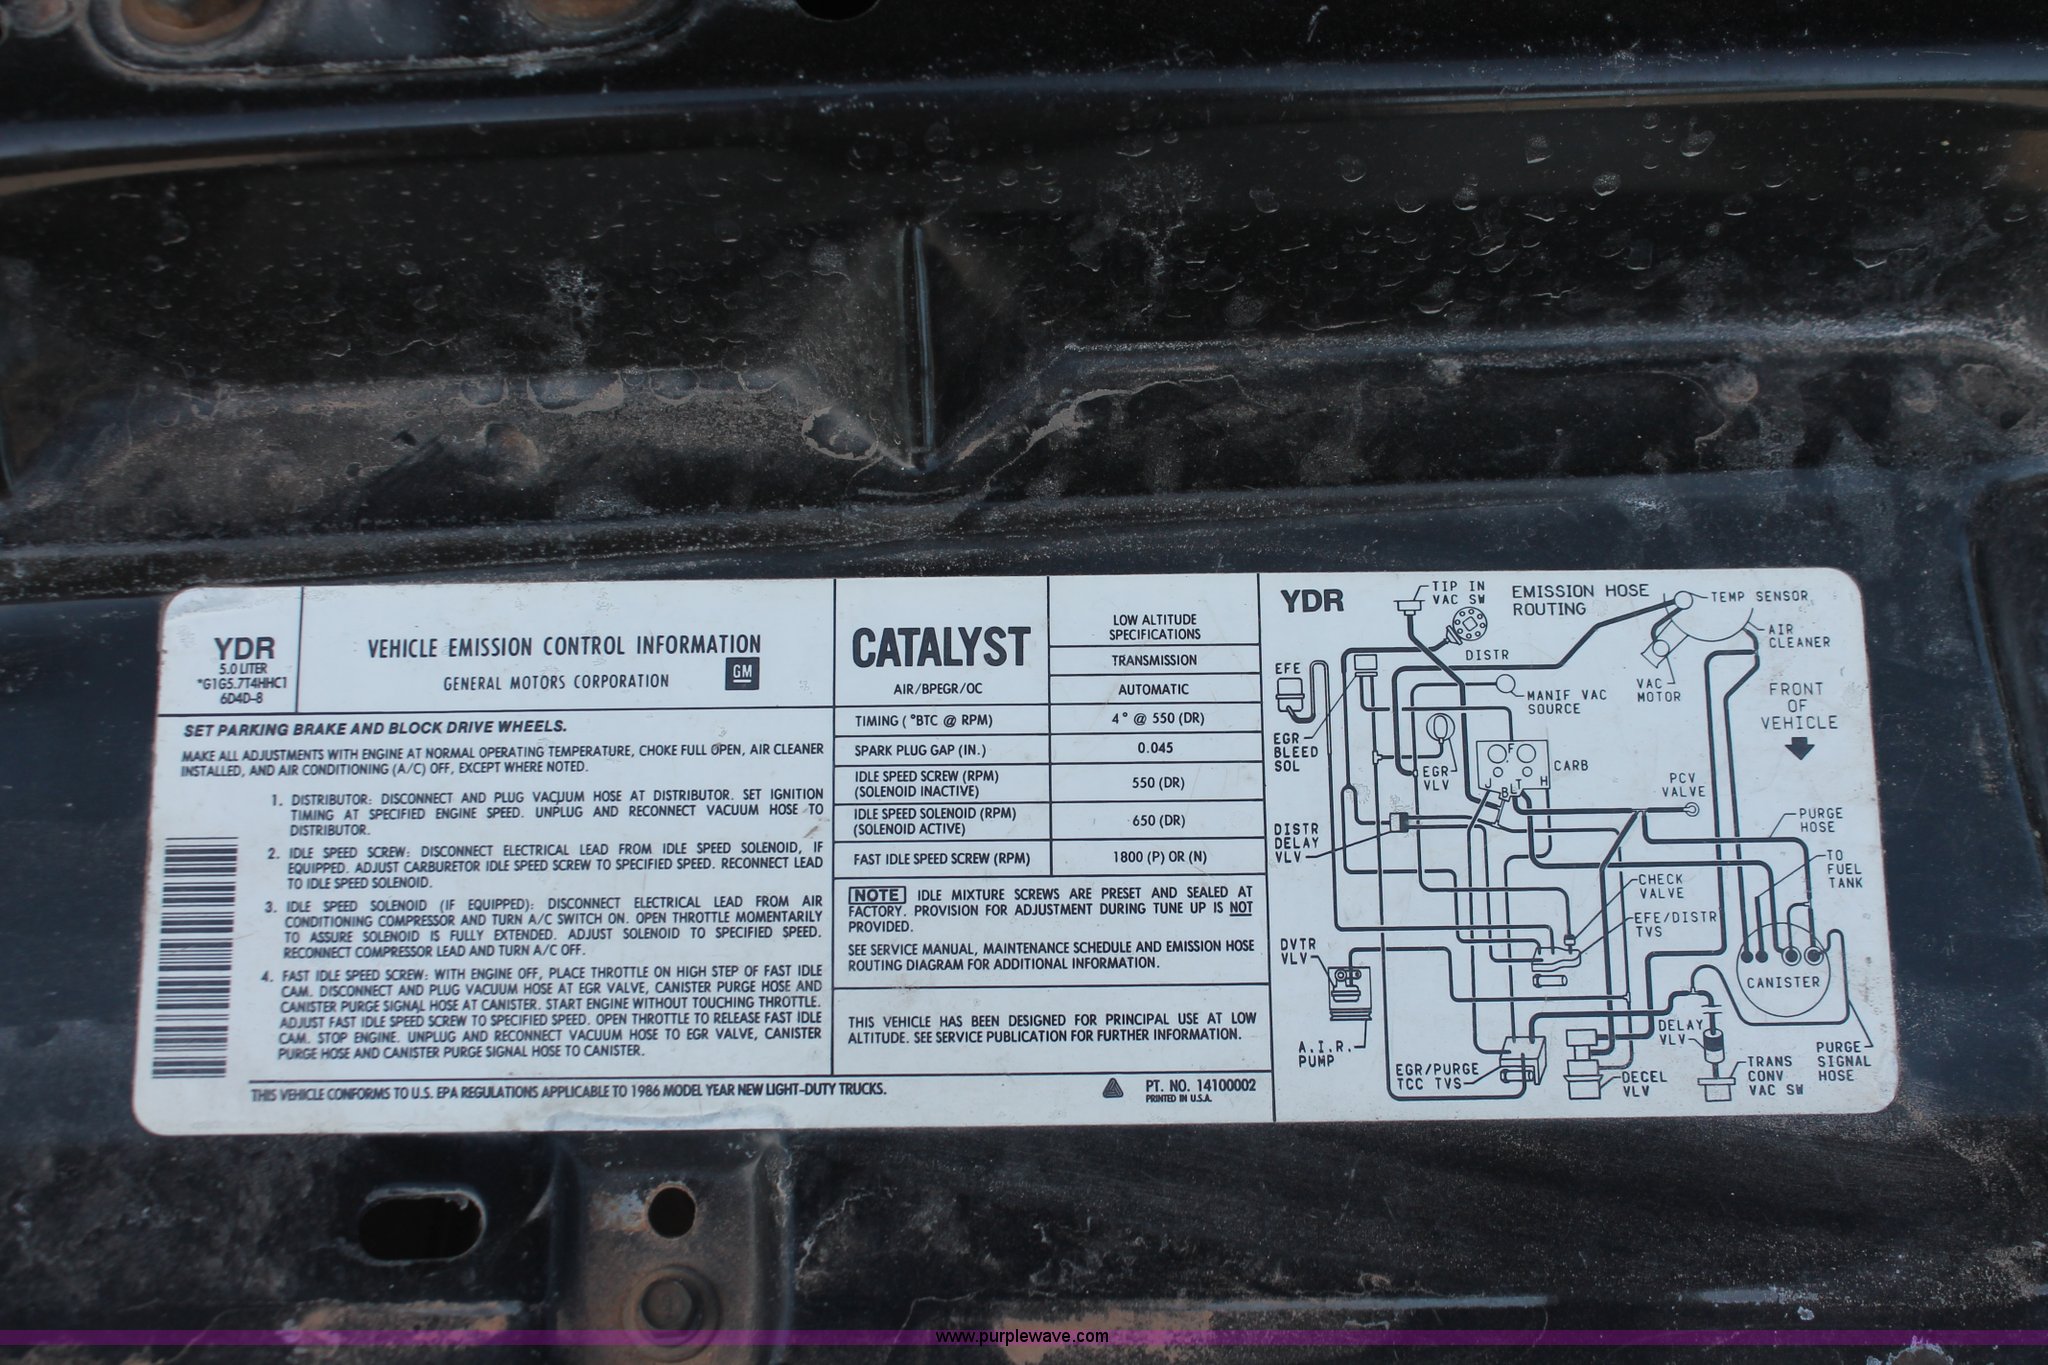 YDR
5.0 LITER
*G1G5.7T4HHC1
6D4D-8
VEHICLE EMISSION CONTROL INFORMATION
GENERAL MOTORS CORPORATION
GM
SET PARKING BRAKE AND BLOCK DRIVE WHEELS.
MAKE ALL ADJUSTMENTS WITH ENGINE AT NORMAL OPERATING TEMPERATURE, CHOKE FULL OPEN, AIR CLEANER
INSTALLED, AND AIR CONDITIONING (A/C) OFF, EXCEPT WHERE NOTED.
1. DISTRIBUTOR: DISCONNECT AND PLUG VACUUM HOSE AT DISTRIBUTOR. SET IGNITION
TIMING AT SPECIFIED ENGINE SPEED. UNPLUG AND RECONNECT VACUUM HOSE TO
DISTRIBUTOR.
2. IDLE SPEED SCREW: DISCONNECT ELECTRICAL LEAD FROM IDLE SPEED SOLENOID, IF
EQUIPPED. ADJUST CARBURETOR IDLE SPEED SCREW TO SPECIFIED SPEED. RECONNECT LEAD
TO IDLE SPEED SOLENOID.
3. IDLE SPEED SOLENOID (IF EQUIPPED): DISCONNECT ELECTRICAL LEAD FROM AIR
CONDITIONING COMPRESSOR AND TURN A/C SWITCH ON. OPEN THROTTLE MOMENTARILY
TO ASSURE SOLENOID IS FULLY EXTENDED. ADJUST SOLENOID TO SPECIFIED SPEED.
RECONNECT COMPRESSOR LEAD AND TURN A/C OFF.
4. FAST IDLE SPEED SCREW: WITH ENGINE OFF, PLACE THROTTLE ON HIGH STEP OF FAST IDLE
CAM. DISCONNECT AND PLUG VACUUM HOSE AT EGR VALVE, CANISTER PURGE HOSE AND
CANISTER PURGE SIGNAL HOSE AT CANISTER. START ENGINE WITHOUT TOUCHING THROTTLE.
ADJUST FAST IDLE SPEED SCREW TO SPECIFIED SPEED. OPEN THROTTLE TO RELEASE FAST IDLE
CAM. STOP ENGINE. UNPLUG AND RECONNECT VACUUM HOSE TO EGR VALVE, CANISTER
PURGE HOSE AND CANISTER PURGE SIGNAL HOSE TO CANISTER.
THIS VEHICLE CONFORMS TO U.S. EPA REGULATIONS APPLICABLE TO 1986 MODEL YEAR NEW LIGHT-DUTY TRUCKS.
CATALYST
AIR/BPEGR/OC
LOW ALTITUDE
SPECIFICATIONS
TRANSMISSION
AUTOMATIC
TIMING (°BTC @ RPM) 4° @ 550 (DR)
SPARK PLUG GAP (IN.) 0.045
IDLE SPEED SCREW (RPM)
(SOLENOID INACTIVE) 550 (DR)
IDLE SPEED SOLENOID (RPM)
(SOLENOID ACTIVE) 650 (DR)
FAST IDLE SPEED SCREW (RPM) 1800 (P) OR (N)
NOTE IDLE MIXTURE SCREWS ARE PRESET AND SEALED AT
FACTORY. PROVISION FOR ADJUSTMENT DURING TUNE UP IS NOT
PROVIDED.
SEE SERVICE MANUAL, MAINTENANCE SCHEDULE AND EMISSION HOSE
ROUTING DIAGRAM FOR ADDITIONAL INFORMATION.
THIS VEHICLE HAS BEEN DESIGNED FOR PRINCIPAL USE AT LOW
ALTITUDE. SEE SERVICE PUBLICATION FOR FURTHER INFORMATION.
PT. NO. 14100002
PRINTED IN U.S.A.
YDR
TIP IN
VAC SW
EMISSION HOSE
ROUTING
TEMP SENSOR
AIR
CLEANER
DISTR
EFE
VAC
MOTOR
MANIF VAC
SOURCE
FRONT
OF
VEHICLE
EGR
BLEED
SOL
EGR
VLV
F
J
B
L
T
H
CARB
PCV
VALVE
DISTR
DELAY
VLV
PURGE
HOSE
TO
FUEL
TANK
CHECK
VALVE
EFE/DISTR
TVS
DVTR
VLV
CANISTER
A.I.R.
PUMP
EGR/PURGE
TCC TVS
DECEL
VLV
DELAY
VLV
TRANS
CONV
VAC SW
PURGE
SIGNAL
HOSE
www.purplewave.com